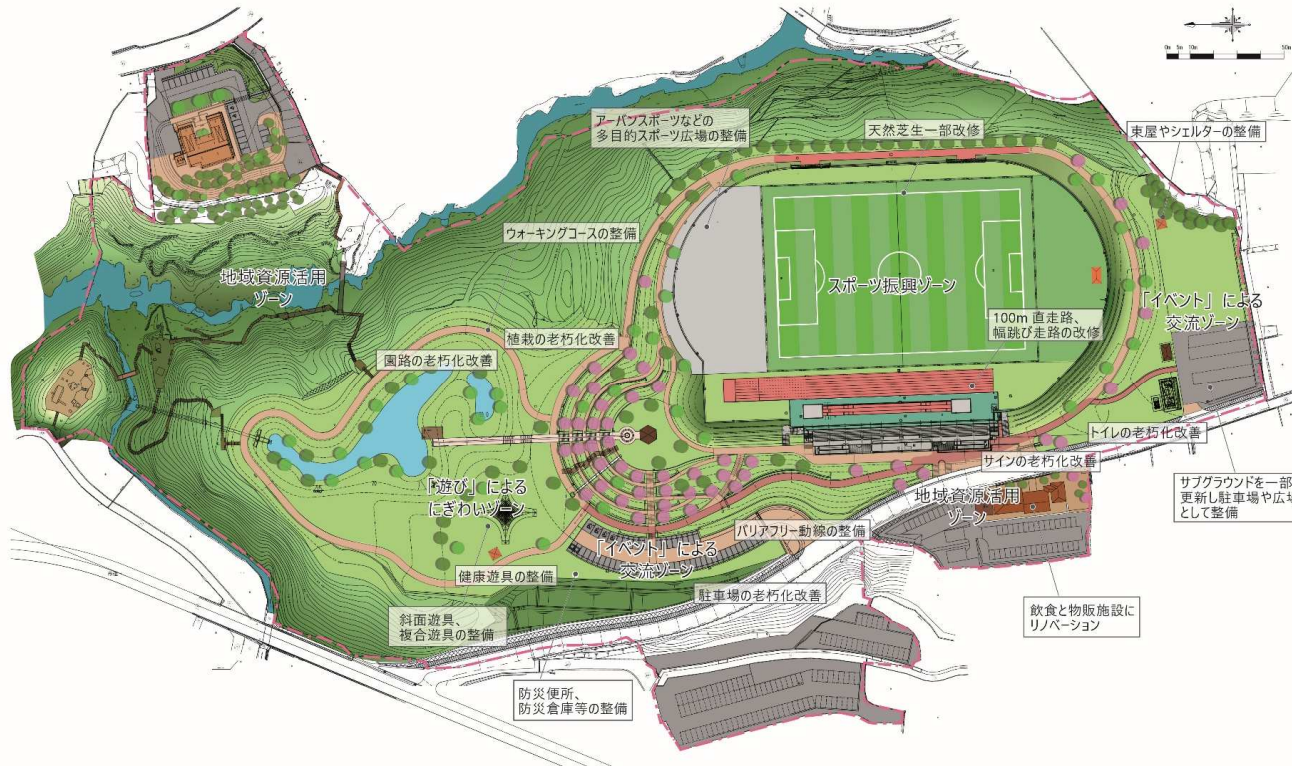 0m 5m 10m 50m
アーバンスポーツなどの
多目的スポーツ広場の整備
天然芝生一部改修
東屋やシェルターの整備
ウォーキングコースの整備
地域資源活用
ゾーン
スポーツ振興ゾーン
「イベント」による
交流ゾーン
100m 直走路、
幅跳び走路の改修
植栽の老朽化改善
園路の老朽化改善
トイレの老朽化改善
サインの老朽化改善
「遊び」による
にぎわいゾーン
地域資源活用
ゾーン
サブグラウンドを一部
更新し駐車場や広場
として整備
バリアフリー動線の整備
「イベント」による
交流ゾーン
健康遊具の整備
駐車場の老朽化改善
斜面遊具、
複合遊具の整備
飲食と物販施設に
リノベーション
防災便所、
防災倉庫等の整備